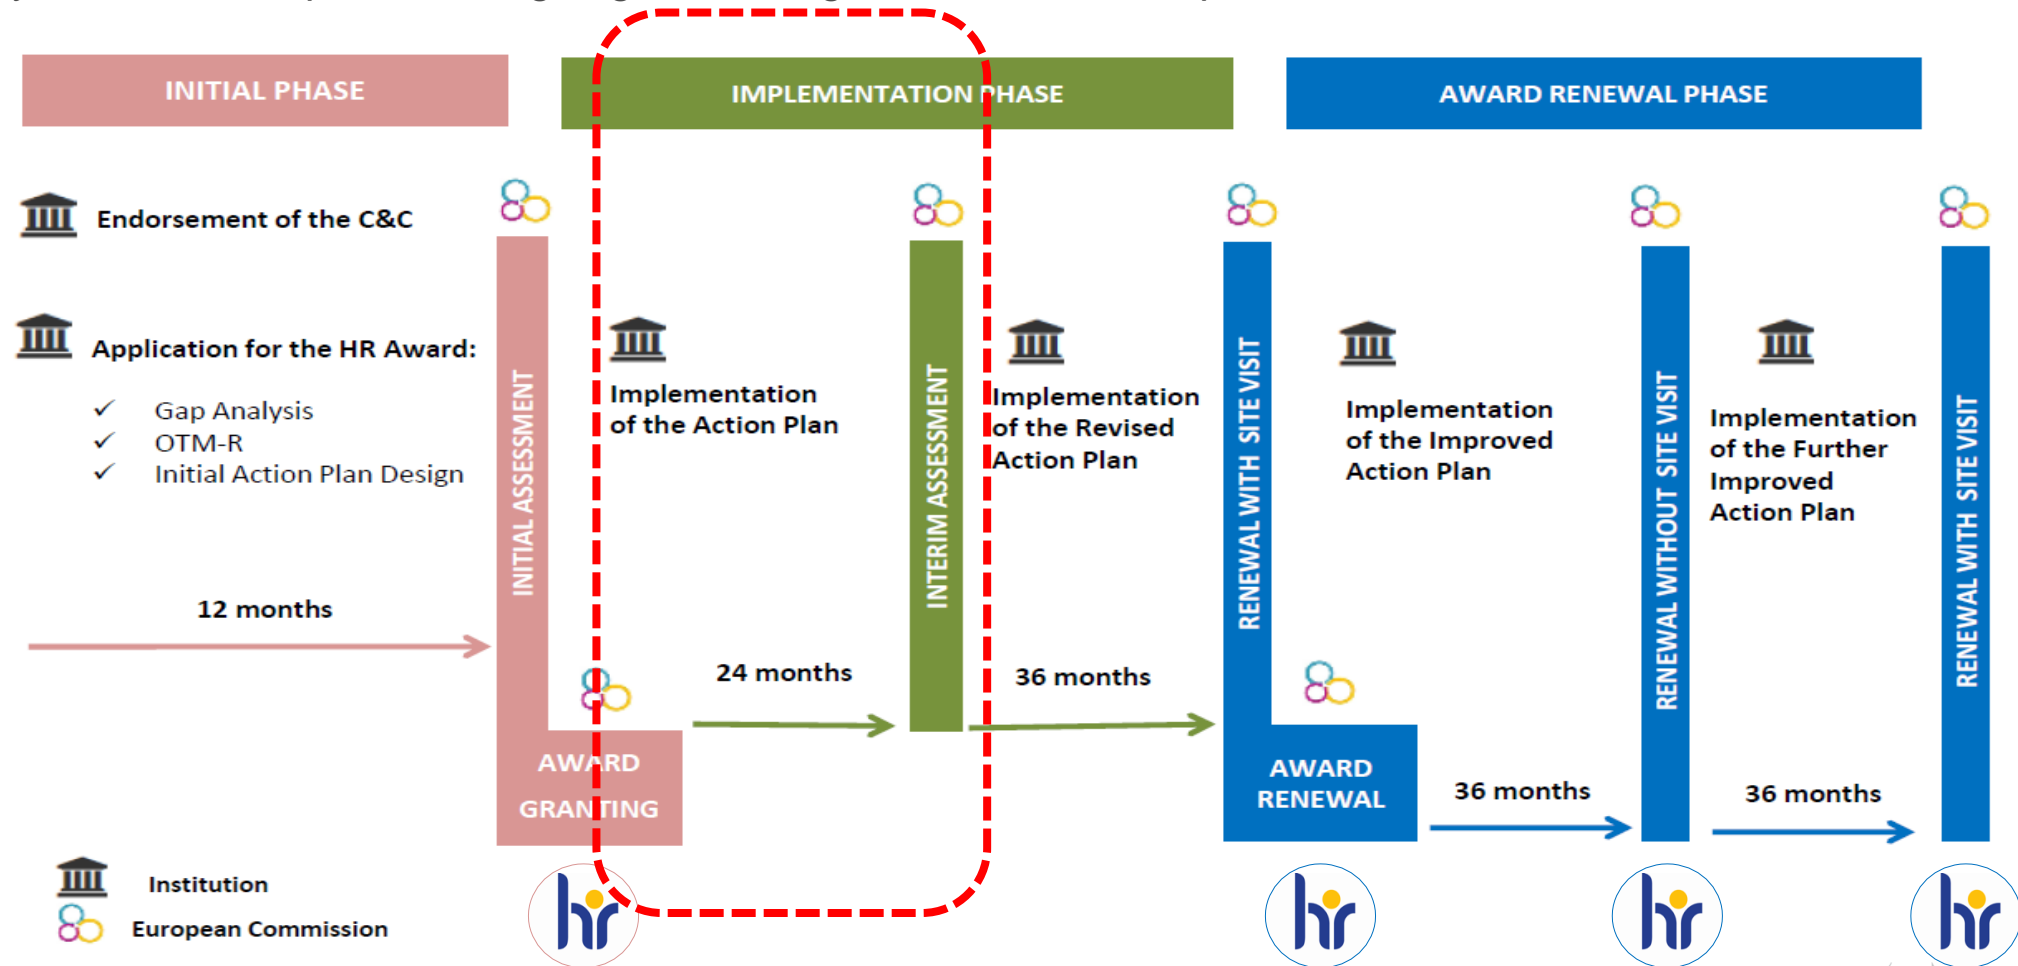 INITIAL PHASE
IMPLEMENTATION PHASE
AWARD RENEWAL PHASE
Endorsement of the C&C
Application for the HR Award:
✓ Gap Analysis
✓ OTM-R
✓ Initial Action Plan Design
12 months
INITIAL ASSESSMENT
AWARD
GRANTING
Implementation
of the Action Plan
24 months
INTERIM ASSESSMENT
Implementation
of the Revised
Action Plan
36 months
RENEWAL WITH SITE VISIT
AWARD
RENEWAL
Implementation
of the Improved
Action Plan
36 months
RENEWAL WITHOUT SITE VISIT
Implementation
of the Further
Improved
Action Plan
36 months
RENEWAL WITH SITE VISIT
Institution
European Commission
hr
hr
hr
hr